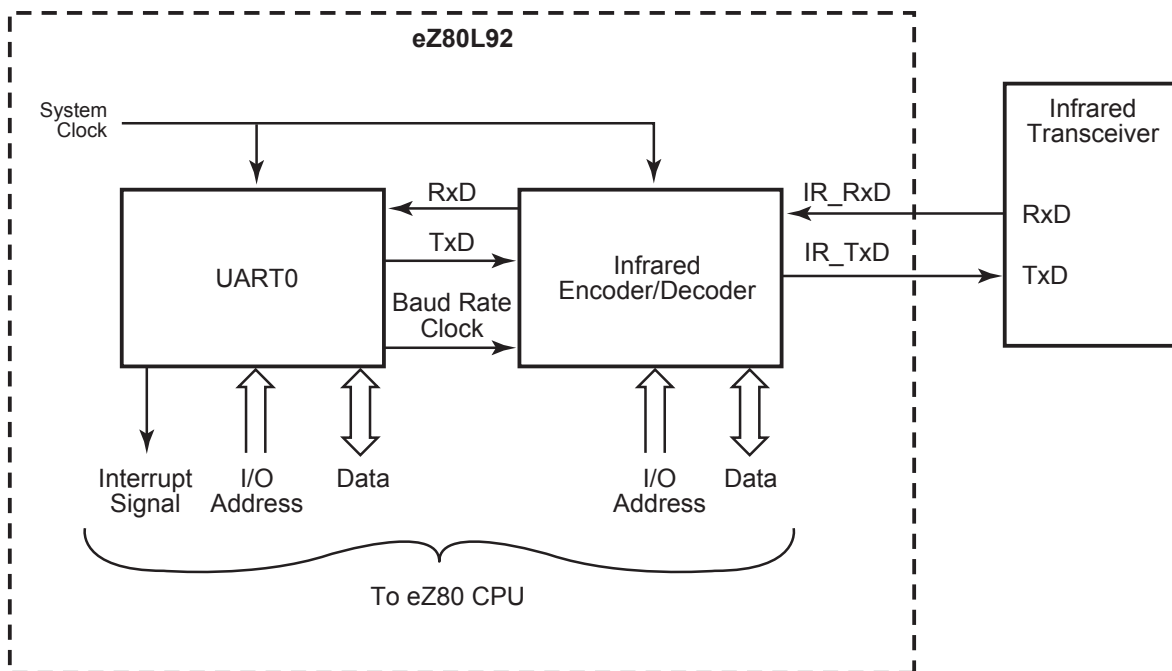 eZ80L92
System
Clock
Infrared
Transceiver
RxD
IR_RxD
RxD
TxD
IR_TxD
TxD
UART0
Infrared
Encoder/Decoder
Baud Rate
Clock
Interrupt
Signal
I/O
Address
Data
I/O
Address
Data
To eZ80 CPU